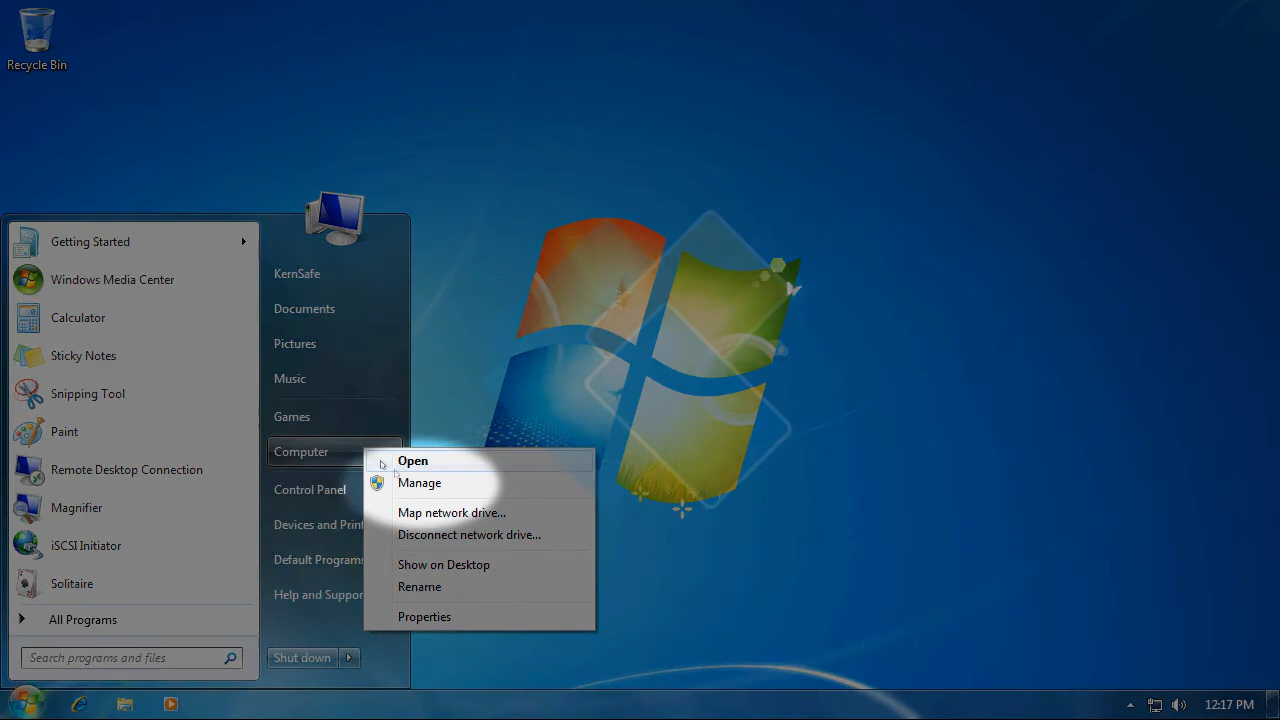 Recycle Bin
Getting Started
Windows Media Center
Calculator
Sticky Notes
Snipping Tool
Paint
Remote Desktop Connection
Magnifier
iSCSI Initiator
Solitaire
All Programs
Search programs and files
KernSafe
Documents
Pictures
Music
Games
Computer
Control Panel
Devices and Prin
Default Programs
Help and Suppor
Shut down
Open
Manage
Map network drive...
Disconnect network drive...
Show on Desktop
Rename
Properties
12:17 PM